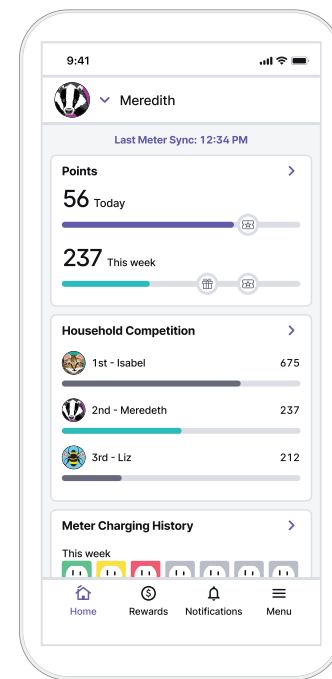 9:41
Meredith
Last Meter Sync: 12:34 PM
Points
56 Today
237 This week
Household Competition
1st - Isabel 675
2nd - Meredeth 237
3rd - Liz 212
Meter Charging History
This week
Home Rewards Notifications Menu